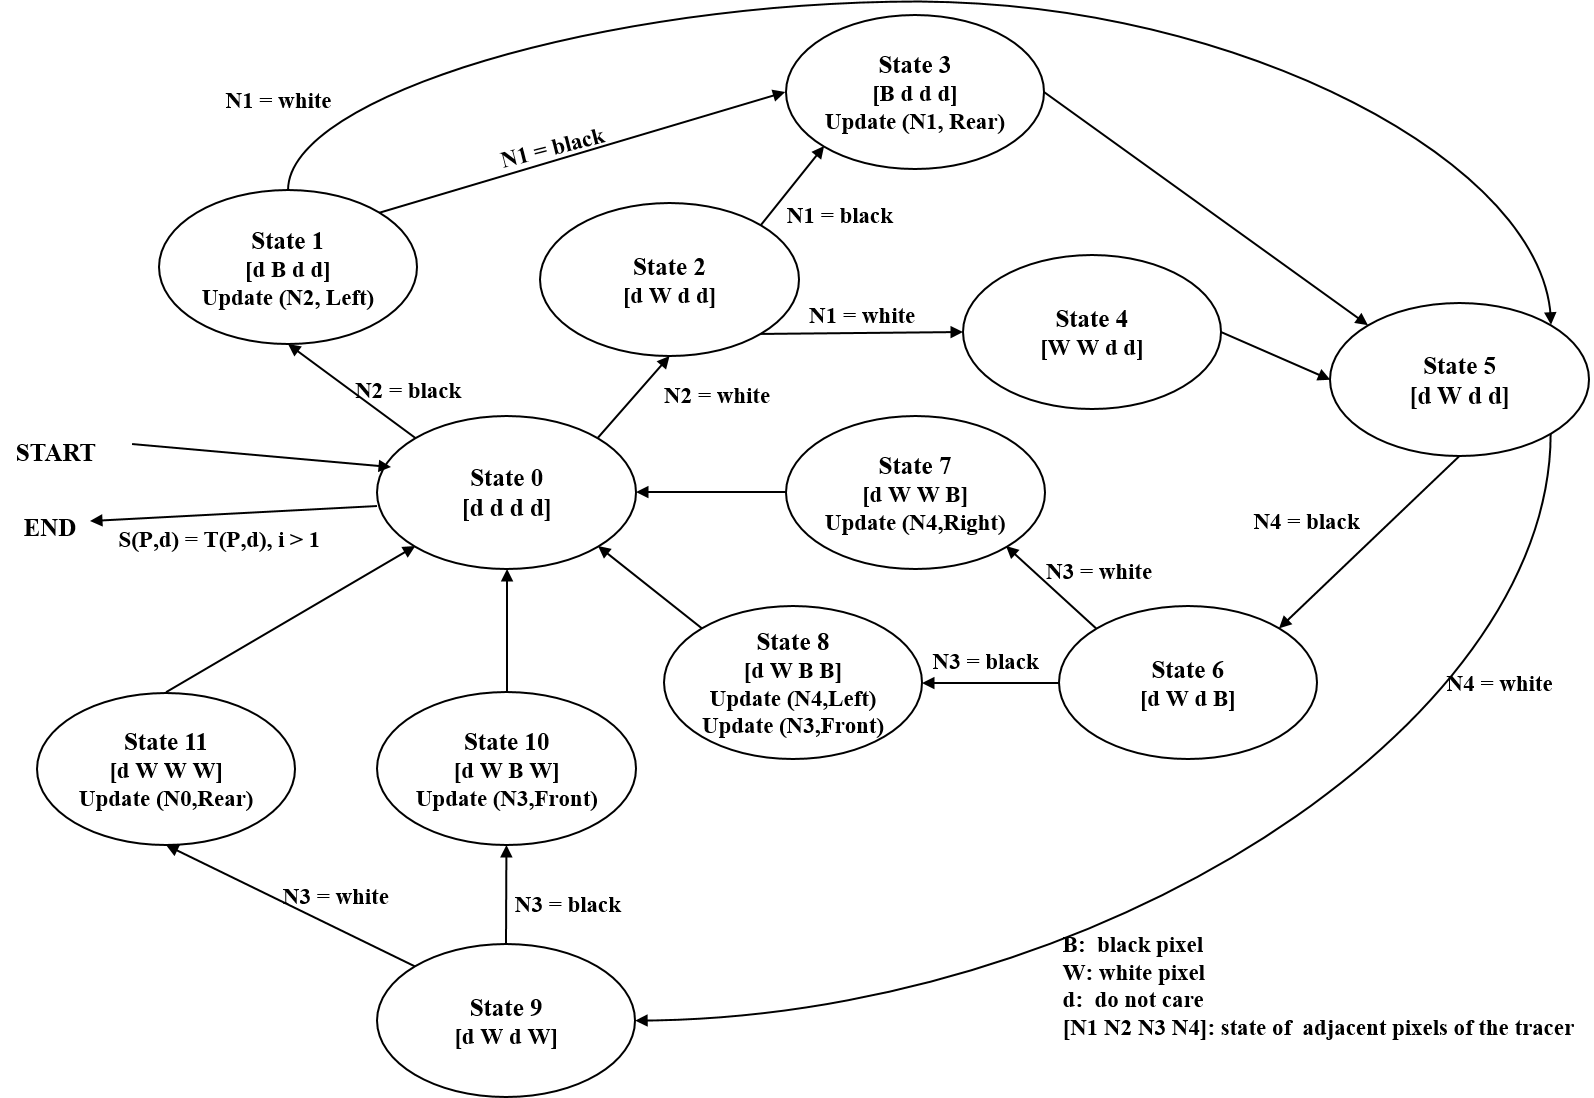 State 3
[B d d d]
Update (N1, Rear)
N1 = white
N1 = black
State 1
[d B d d]
Update (N2, Left)
State 2
[d W d d]
N1 = black
N1 = white
State 4
[W W d d]
State 5
[d W d d]
N2 = black
N2 = white
START
END
S(P,d) = T(P,d), i > 1
State 0
[d d d d]
State 7
[d W W B]
Update (N4,Right)
N4 = black
N3 = white
State 8
[d W B B]
Update (N4,Left)
Update (N3,Front)
N3 = black
State 6
[d W d B]
N4 = white
State 11
[d W W W]
Update (N0,Rear)
State 10
[d W B W]
Update (N3,Front)
N3 = white
N3 = black
State 9
[d W d W]
B:  black pixel
W: white pixel
d:  do not care
[N1 N2 N3 N4]: state of  adjacent pixels of the tracer